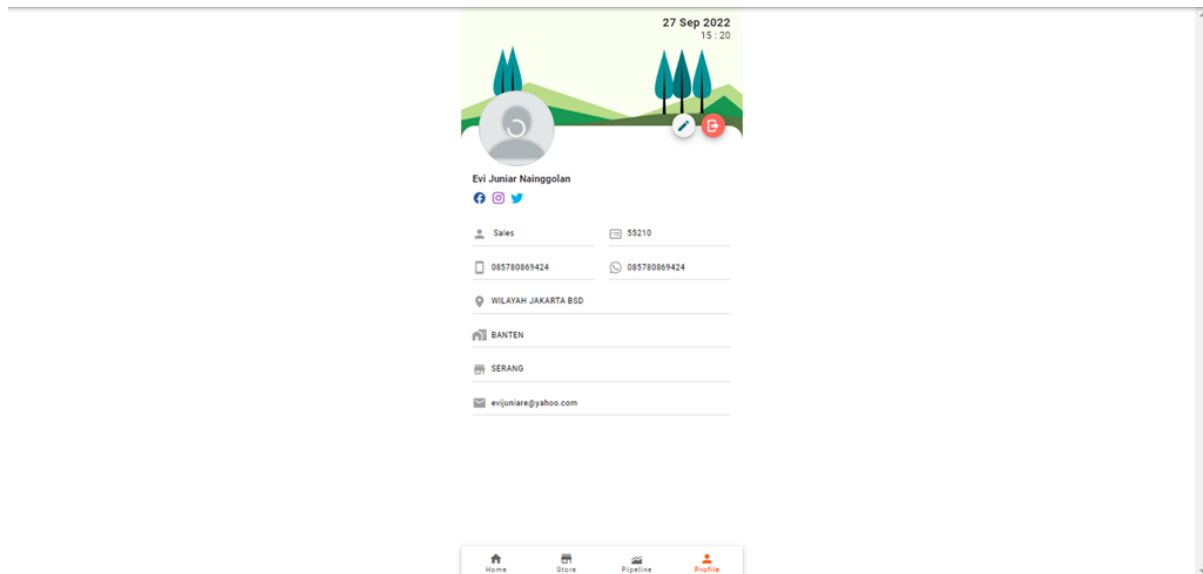 27 Sep 2022
15 : 20
Evi Juniar Nainggolan
Sales
55210
085780869424
085780869424
WILAYAH JAKARTA BSD
BANTEN
SERANG
evijuniare@yahoo.com
Home
Store
Pipeline
Profile